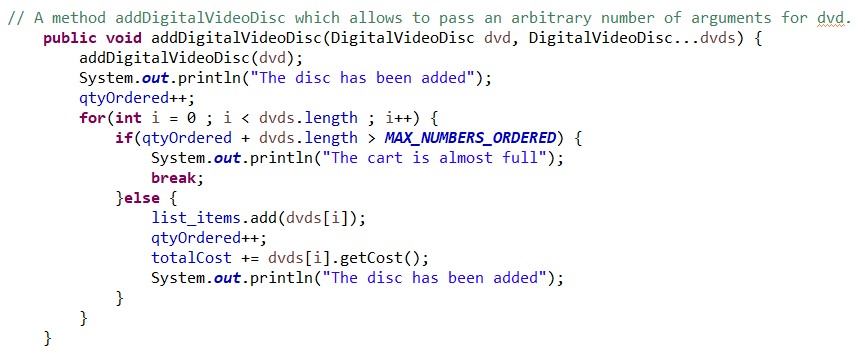 // A method addDigitalVideoDisc which allows to pass an arbitrary number of arguments for dvd.
public void addDigitalVideoDisc(DigitalVideoDisc dvd, DigitalVideoDisc...dvds) {
addDigitalVideoDisc(dvd);
System.out.println("The disc has been added");
qtyOrdered++;
for(int i = 0 ; i < dvds.length ; i++) {
if(qtyOrdered + dvds.length > MAX_NUMBERS_ORDERED) {
System.out.println("The cart is almost full");
break;
}else {
list_items.add(dvds[i]);
qtyOrdered++;
totalCost += dvds[i].getCost();
System.out.println("The disc has been added");
}
}
}